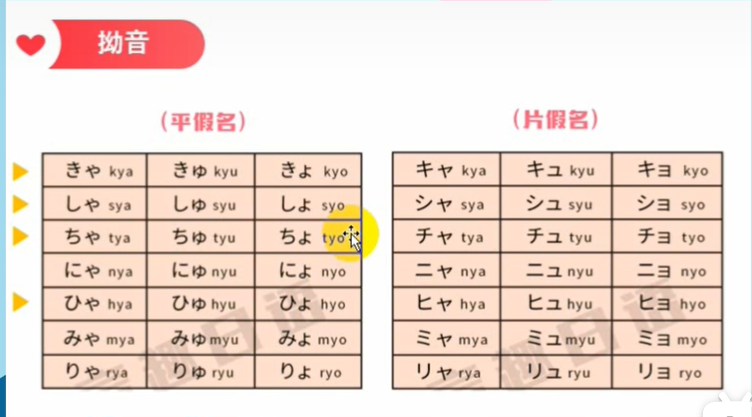 拗音
(平假名)
(片假名)
きゃ kya きゅ kyu きょ kyo
しゃ sya しゅ syu しょ syo
ちゃ tya ちゅ tyu ちょ tyo
にゃ nya にゅ nyu にょ nyo
ひゃ hya ひゅ hyu ひょ hyo
みゃ mya みゅ myu みょ myo
りゃ rya りゅ ryu りょ ryo
キャ kya キュ kyu キョ kyo
シャ sya シュ syu ショ syo
チャ tya チュ tyu チョ tyo
ニャ nya ニュ nyu ニョ nyo
ヒャ hya ヒュ hyu ヒョ hyo
ミャ mya ミュ myu ミョ myo
リャ rya リュ ryu リョ ryo